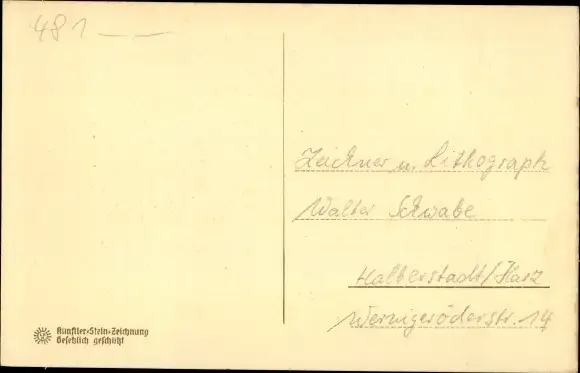 481 — —
Zeichner u. Lithograph
Walter Schwabe
Halberstadt/Harz
Wernigeröderstr. 14
Künstler-Stein-Zeichnung
Gesetzlich geschützt